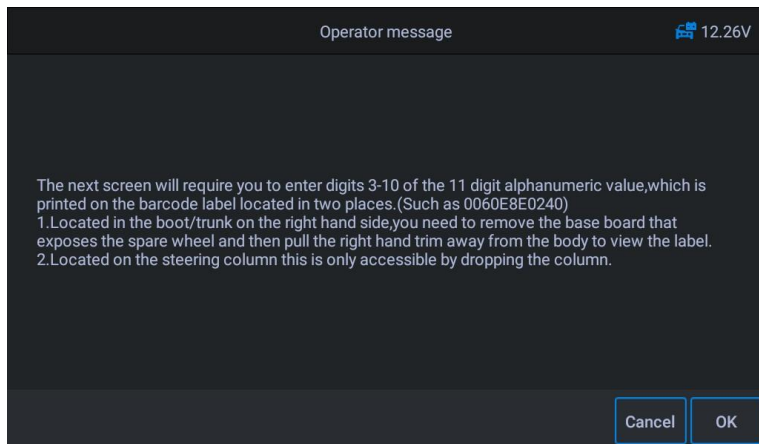 Operator message
12.26V
The next screen will require you to enter digits 3-10 of the 11 digit alphanumeric value,which is
printed on the barcode label located in two places.(Such as 0060E8E0240)
1.Located in the boot/trunk on the right hand side,you need to remove the base board that
exposes the spare wheel and then pull the right hand trim away from the body to view the label.
2.Located on the steering column this is only accessible by dropping the column.
Cancel
OK